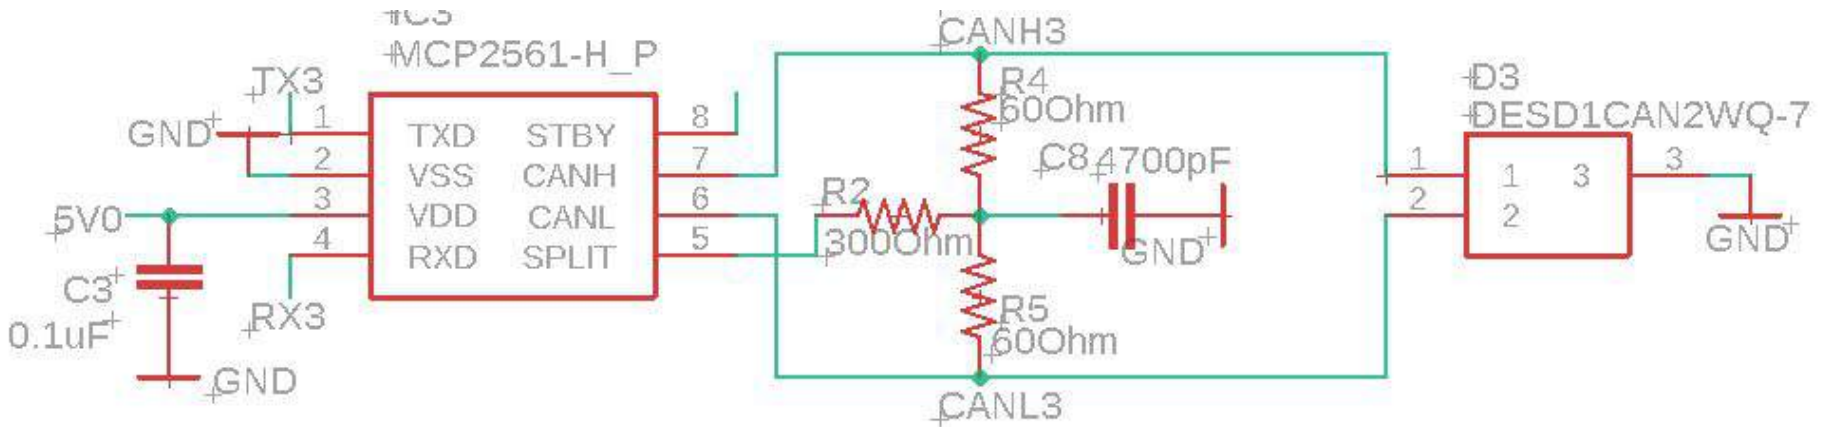 IC3
MCP2561-H_P
TX3
GND
1
2
3
4
TXD
VSS
VDD
RXD
STBY
CANH
CANL
SPLIT
8
7
6
5
5V0
C3
0.1uF
GND
RX3
CANH3
R4
60Ohm
C8
4700pF
GND
R2
300Ohm
R5
60Ohm
CANL3
D3
DESD1CAN2WQ-7
1
2
1
2
3
3
GND